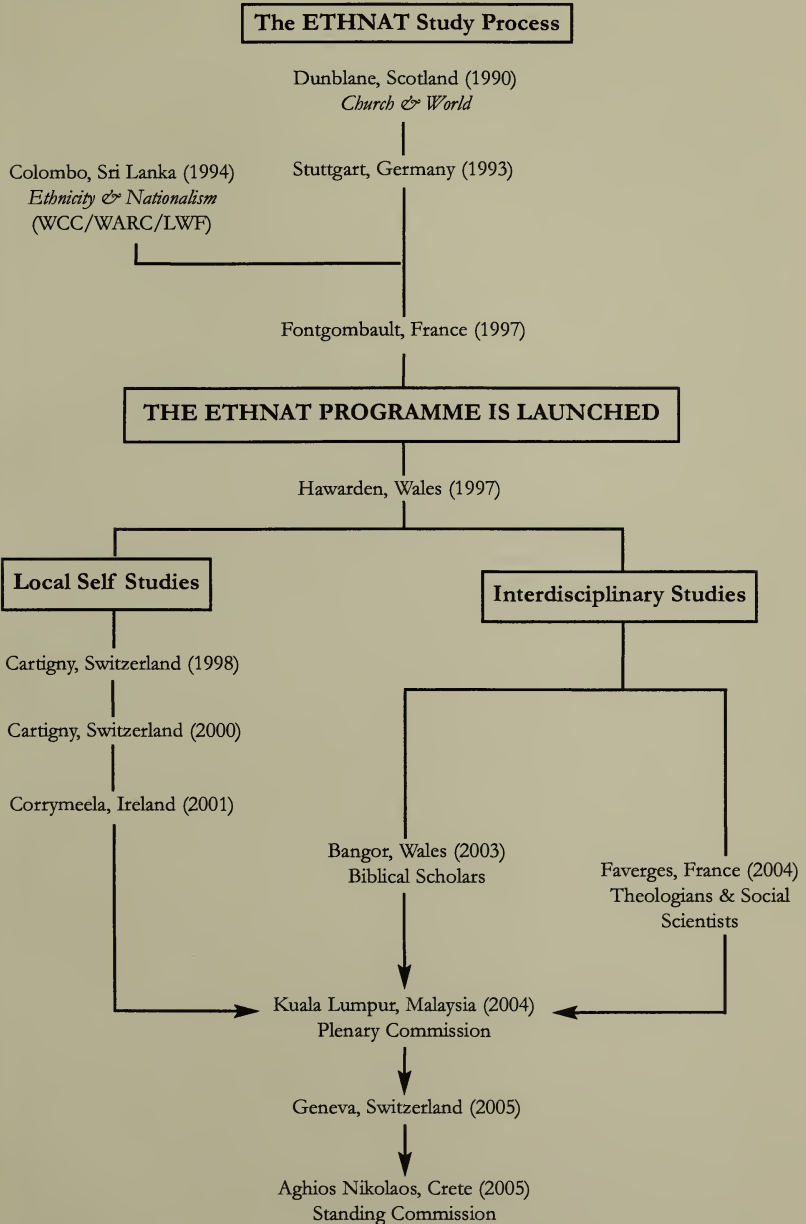 The ETHNAT Study Process
Dunblane, Scotland (1990)
Church & World
Colombo, Sri Lanka (1994)
Ethnicity & Nationalism
(WCC/WARC/LWF)
Stuttgart, Germany (1993)
Fontgombault, France (1997)
THE ETHNAT PROGRAMME IS LAUNCHED
Hawarden, Wales (1997)
Local Self Studies
Cartigny, Switzerland (1998)
Cartigny, Switzerland (2000)
Corrymeela, Ireland (2001)
Interdisciplinary Studies
Bangor, Wales (2003)
Biblical Scholars
Faverges, France (2004)
Theologians & Social
Scientists
Kuala Lumpur, Malaysia (2004)
Plenary Commission
Geneva, Switzerland (2005)
Aghios Nikolaos, Crete (2005)
Standing Commission